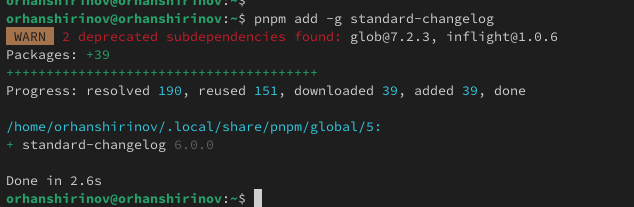 orhanshirinov@orhanshirinov:~$
orhanshirinov@orhanshirinov:~$ pnpm add -g standard-changelog
WARN  2 deprecated subdependencies found: glob@7.2.3, inflight@1.0.6
Packages: +39
+++++++++++++++++++++++++++++++++++++++
Progress: resolved 190, reused 151, downloaded 39, added 39, done
/home/orhanshirinov/.local/share/pnpm/global/5:
+ standard-changelog 6.0.0
Done in 2.6s
orhanshirinov@orhanshirinov:~$